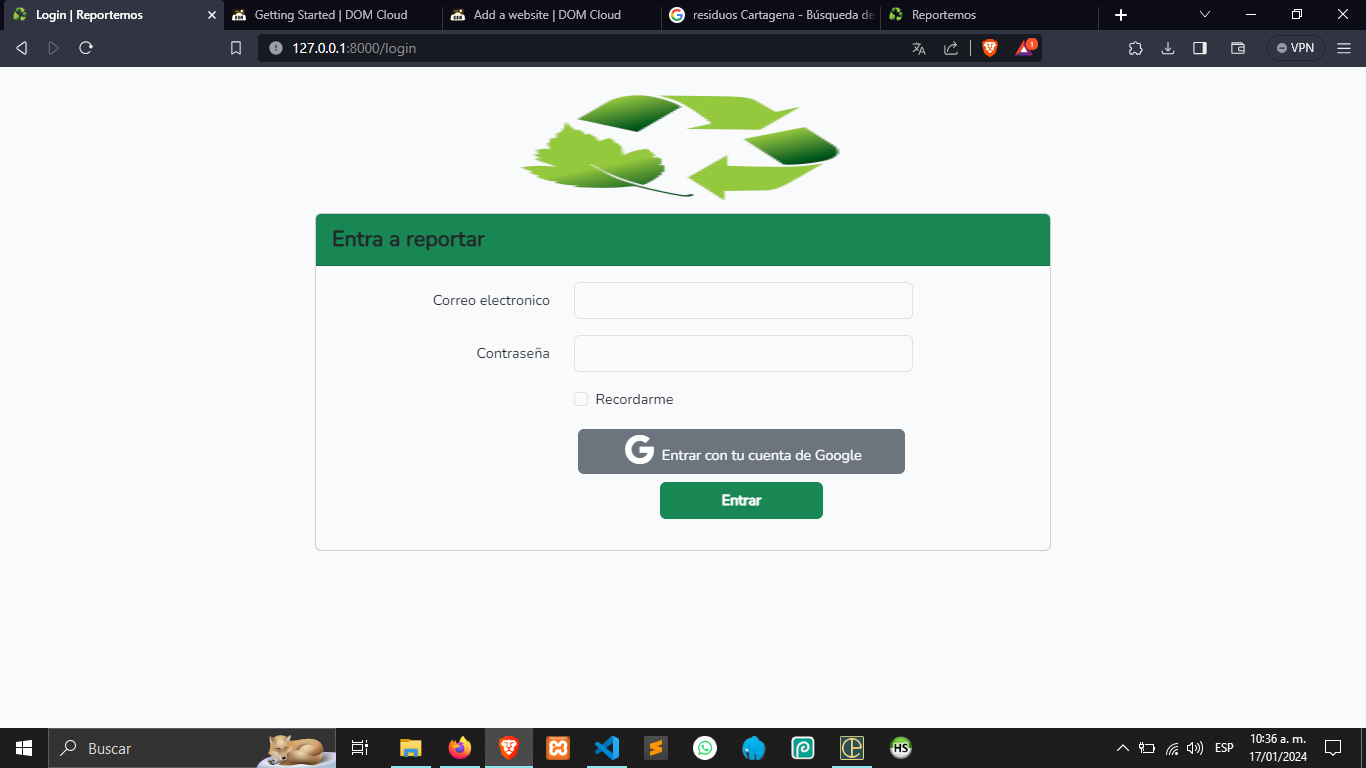 Login | Reportemos
Getting Started | DOM Cloud
Add a website | DOM Cloud
residuos Cartagena - Búsqueda de
Reportemos
127.0.0.1:8000/login
1
VPN
Entra a reportar
Correo electronico
Contraseña
Recordarme
G Entrar con tu cuenta de Google
Entrar
Buscar
HS
ESP
10:36 a. m.
17/01/2024